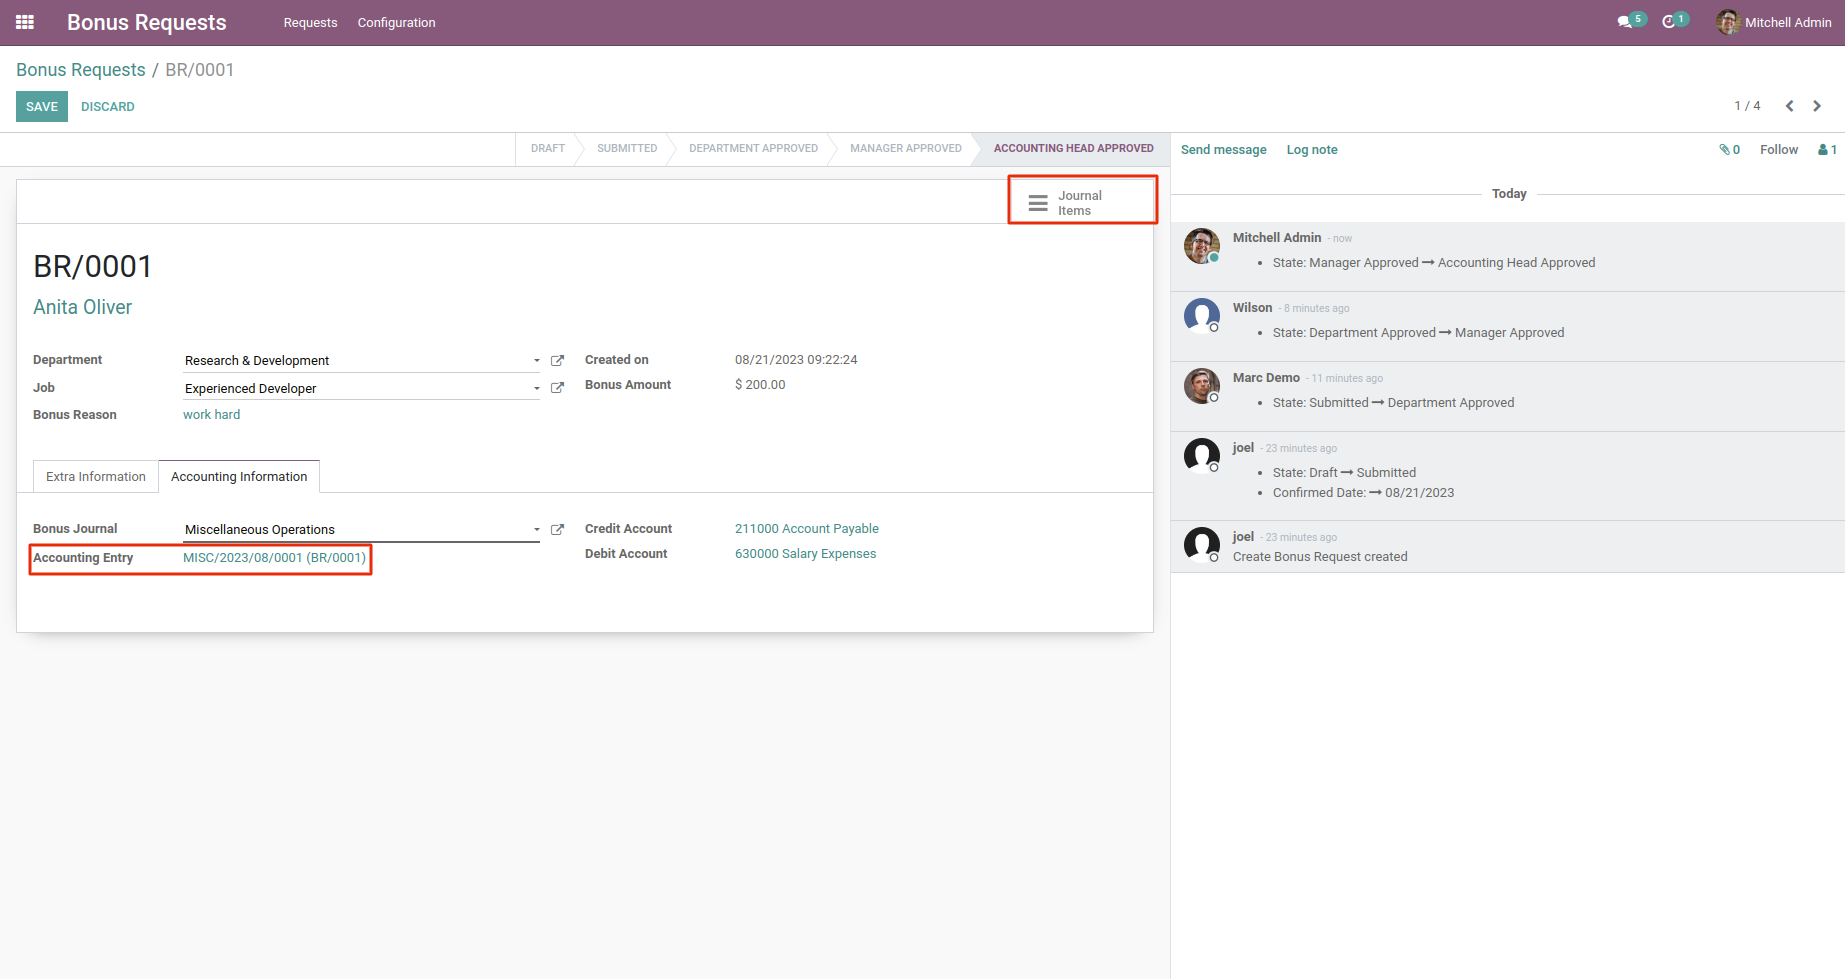 Bonus Requests Requests Configuration 5 1 Mitchell Admin
Bonus Requests / BR/0001
SAVE DISCARD 1 / 4
DRAFT SUBMITTED DEPARTMENT APPROVED MANAGER APPROVED ACCOUNTING HEAD APPROVED
Journal
Items
BR/0001
Anita Oliver
Department Research & Development Created on 08/21/2023 09:22:24
Job Experienced Developer Bonus Amount $ 200.00
Bonus Reason work hard
Extra Information Accounting Information
Bonus Journal Miscellaneous Operations Credit Account 211000 Account Payable
Accounting Entry MISC/2023/08/0001 (BR/0001) Debit Account 630000 Salary Expenses
Send message Log note 0 Follow 1
Today
Mitchell Admin - now
• State: Manager Approved → Accounting Head Approved
Wilson - 8 minutes ago
• State: Department Approved → Manager Approved
Marc Demo - 11 minutes ago
• State: Submitted → Department Approved
joel - 23 minutes ago
• State: Draft → Submitted
• Confirmed Date: → 08/21/2023
joel - 23 minutes ago
Create Bonus Request created